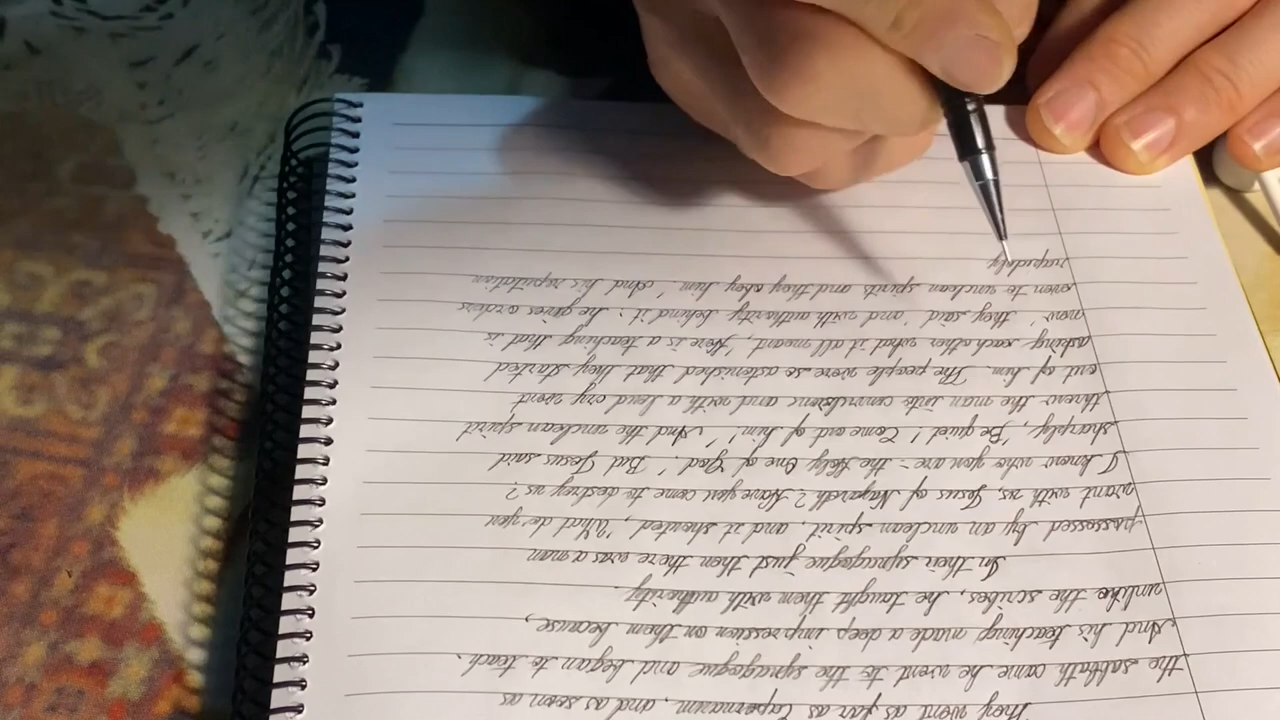 They went as far as Capernaum, and as soon as
the sabbath came he went to the synagogue and began to teach.
And his teaching made a deep impression on them because,
unlike the scribes, he taught them with authority.
In their synagogue just then there was a man
possessed by an unclean spirit, and it shouted, 'What do you
want with us Jesus of Nazareth? Have you come to destroy us?
I know who you are - the Holy One of God.' But Jesus said
sharply, 'Be quiet! Come out of him!' And the unclean spirit
threw the man into convulsions and with a loud cry went
out of him. The people were so astonished that they started
asking each other what it all meant, 'Here is a teaching that is
new', they said 'and with authority behind it: he gives orders
even to unclean spirits and they obey him.' And his reputation
rapidly